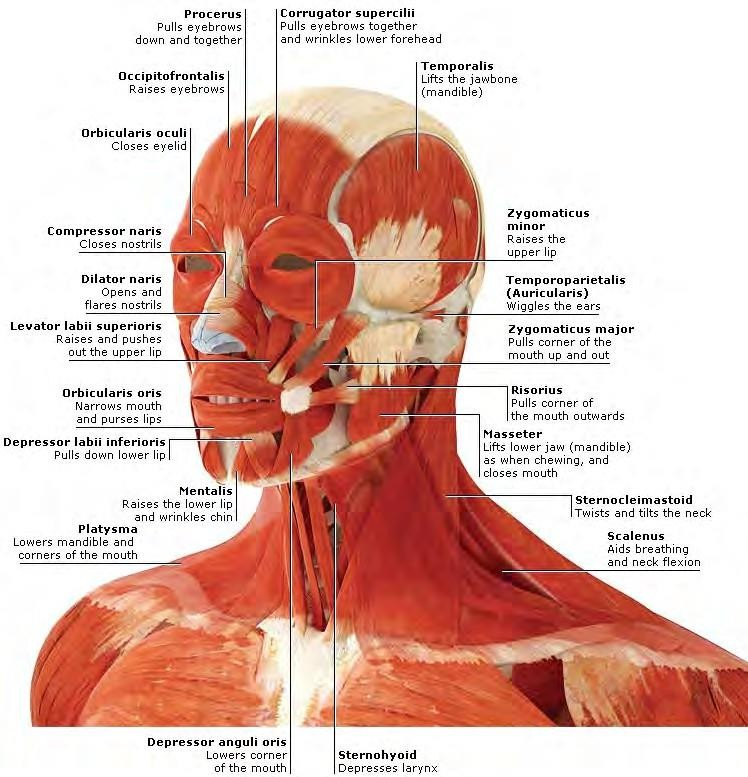 Procerus
Pulls eyebrows
down and together
Corrugator supercilii
Pulls eyebrows together
and wrinkles lower forehead
Occipitofrontalis
Raises eyebrows
Temporalis
Lifts the jawbone
(mandible)
Orbicularis oculi
Closes eyelid
Compressor naris
Closes nostrils
Zygomaticus
minor
Raises the
upper lip
Dilator naris
Opens and
flares nostrils
Temporoparietalis
(Auricularis)
Wiggles the ears
Levator labii superioris
Raises and pushes
out the upper lip
Zygomaticus major
Pulls corner of the
mouth up and out
Orbicularis oris
Narrows mouth
and purses lips
Risorius
Pulls corner of
the mouth outwards
Depressor labii inferioris
Pulls down lower lip
Masseter
Lifts lower jaw (mandible)
as when chewing, and
closes mouth
Mentalis
Raises the lower lip
and wrinkles chin
Sternocleimastoid
Twists and tilts the neck
Platysma
Lowers mandible and
corners of the mouth
Scalenus
Aids breathing
and neck flexion
Depressor anguli oris
Lowers corner
of the mouth
Sternohyoid
Depresses larynx